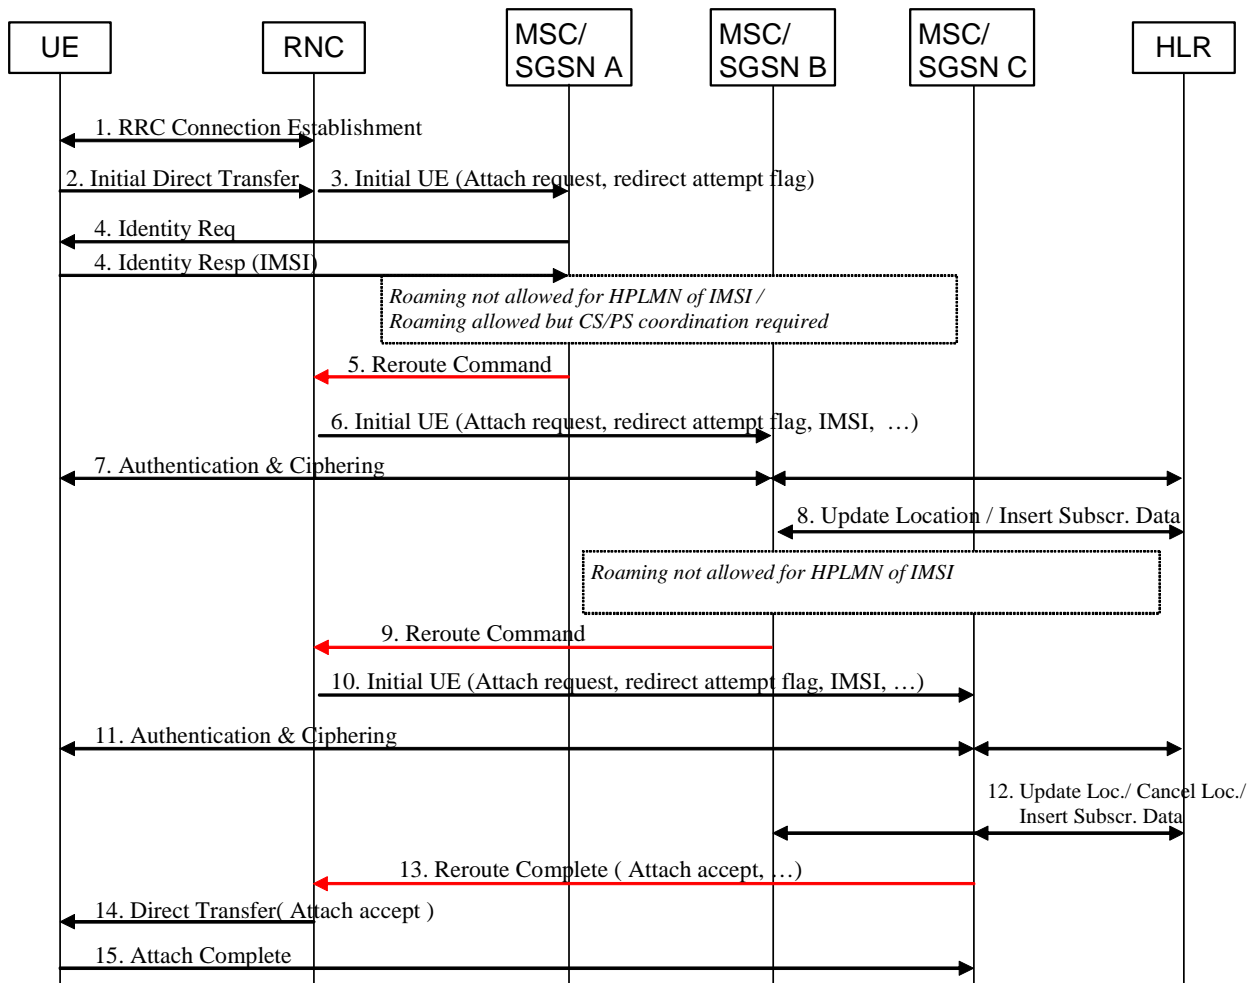 UE
RNC
MSC/
SGSN A
MSC/
SGSN B
MSC/
SGSN C
HLR
1. RRC Connection Establishment
2. Initial Direct Transfer
3. Initial UE (Attach request, redirect attempt flag)
4. Identity Req
4. Identity Resp (IMSI)
Roaming not allowed for HPLMN of IMSI /
Roaming allowed but CS/PS coordination required
5. Reroute Command
6. Initial UE (Attach request, redirect attempt flag, IMSI, …)
7. Authentication & Ciphering
8. Update Location / Insert Subscr. Data
Roaming not allowed for HPLMN of IMSI
9. Reroute Command
10. Initial UE (Attach request, redirect attempt flag, IMSI, …)
11. Authentication & Ciphering
12. Update Loc./ Cancel Loc./
Insert Subscr. Data
13. Reroute Complete ( Attach accept, …)
14. Direct Transfer( Attach accept )
15. Attach Complete